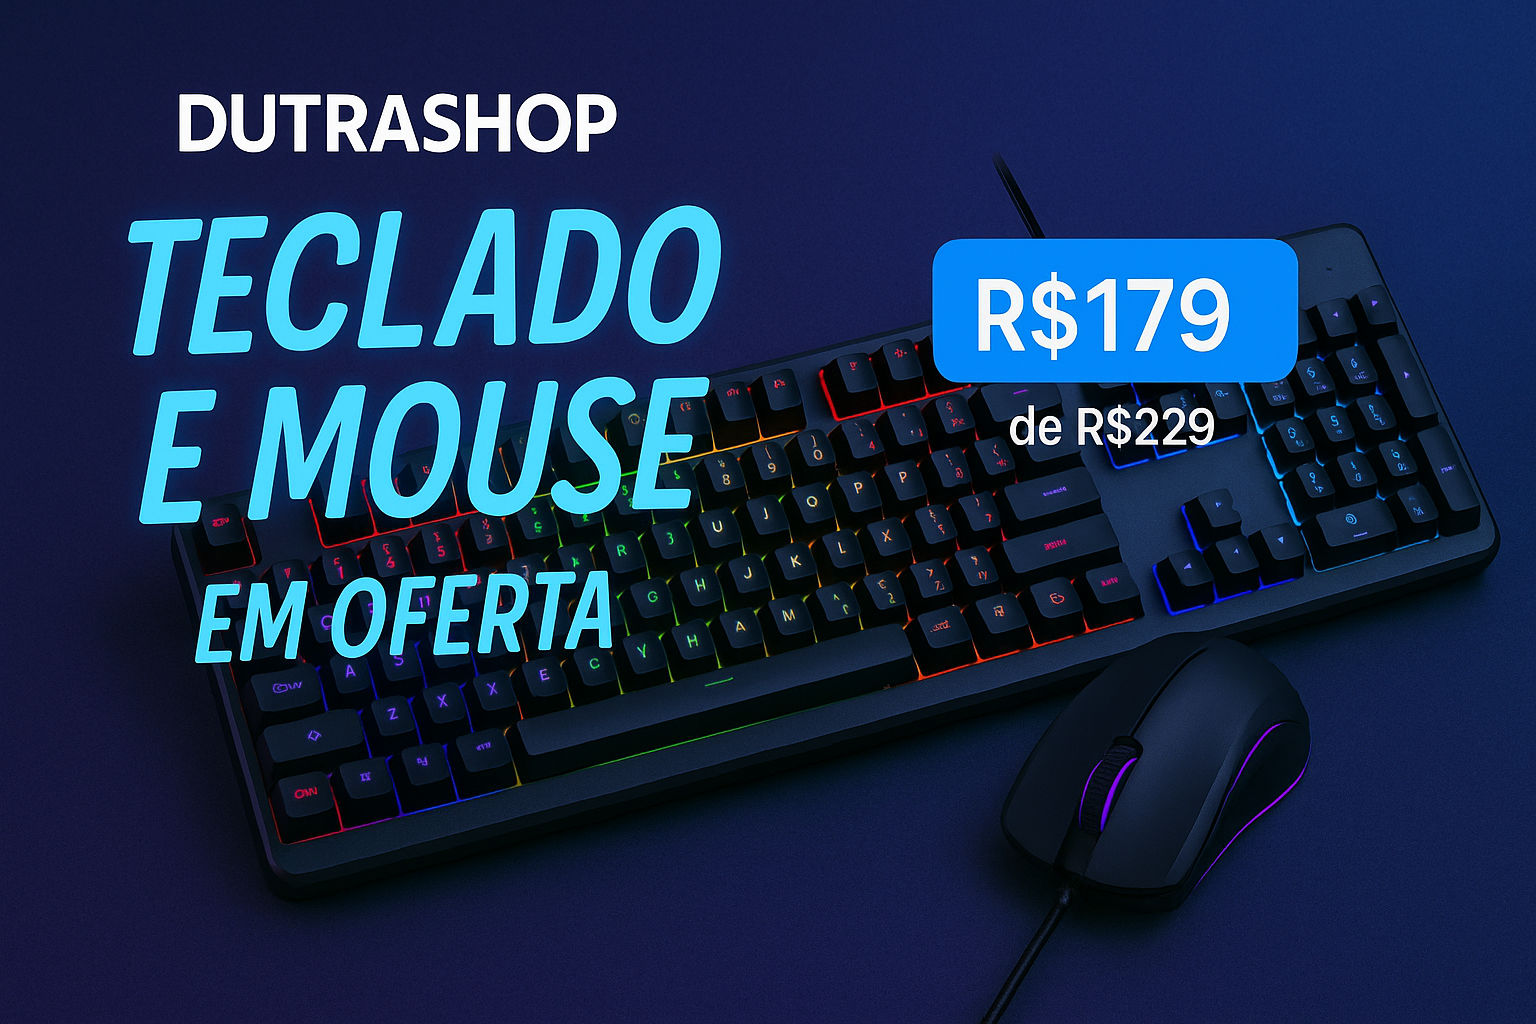 DUTRASHOP
TECLADO
E MOUSE
EM OFERTA
R$179
de R$229